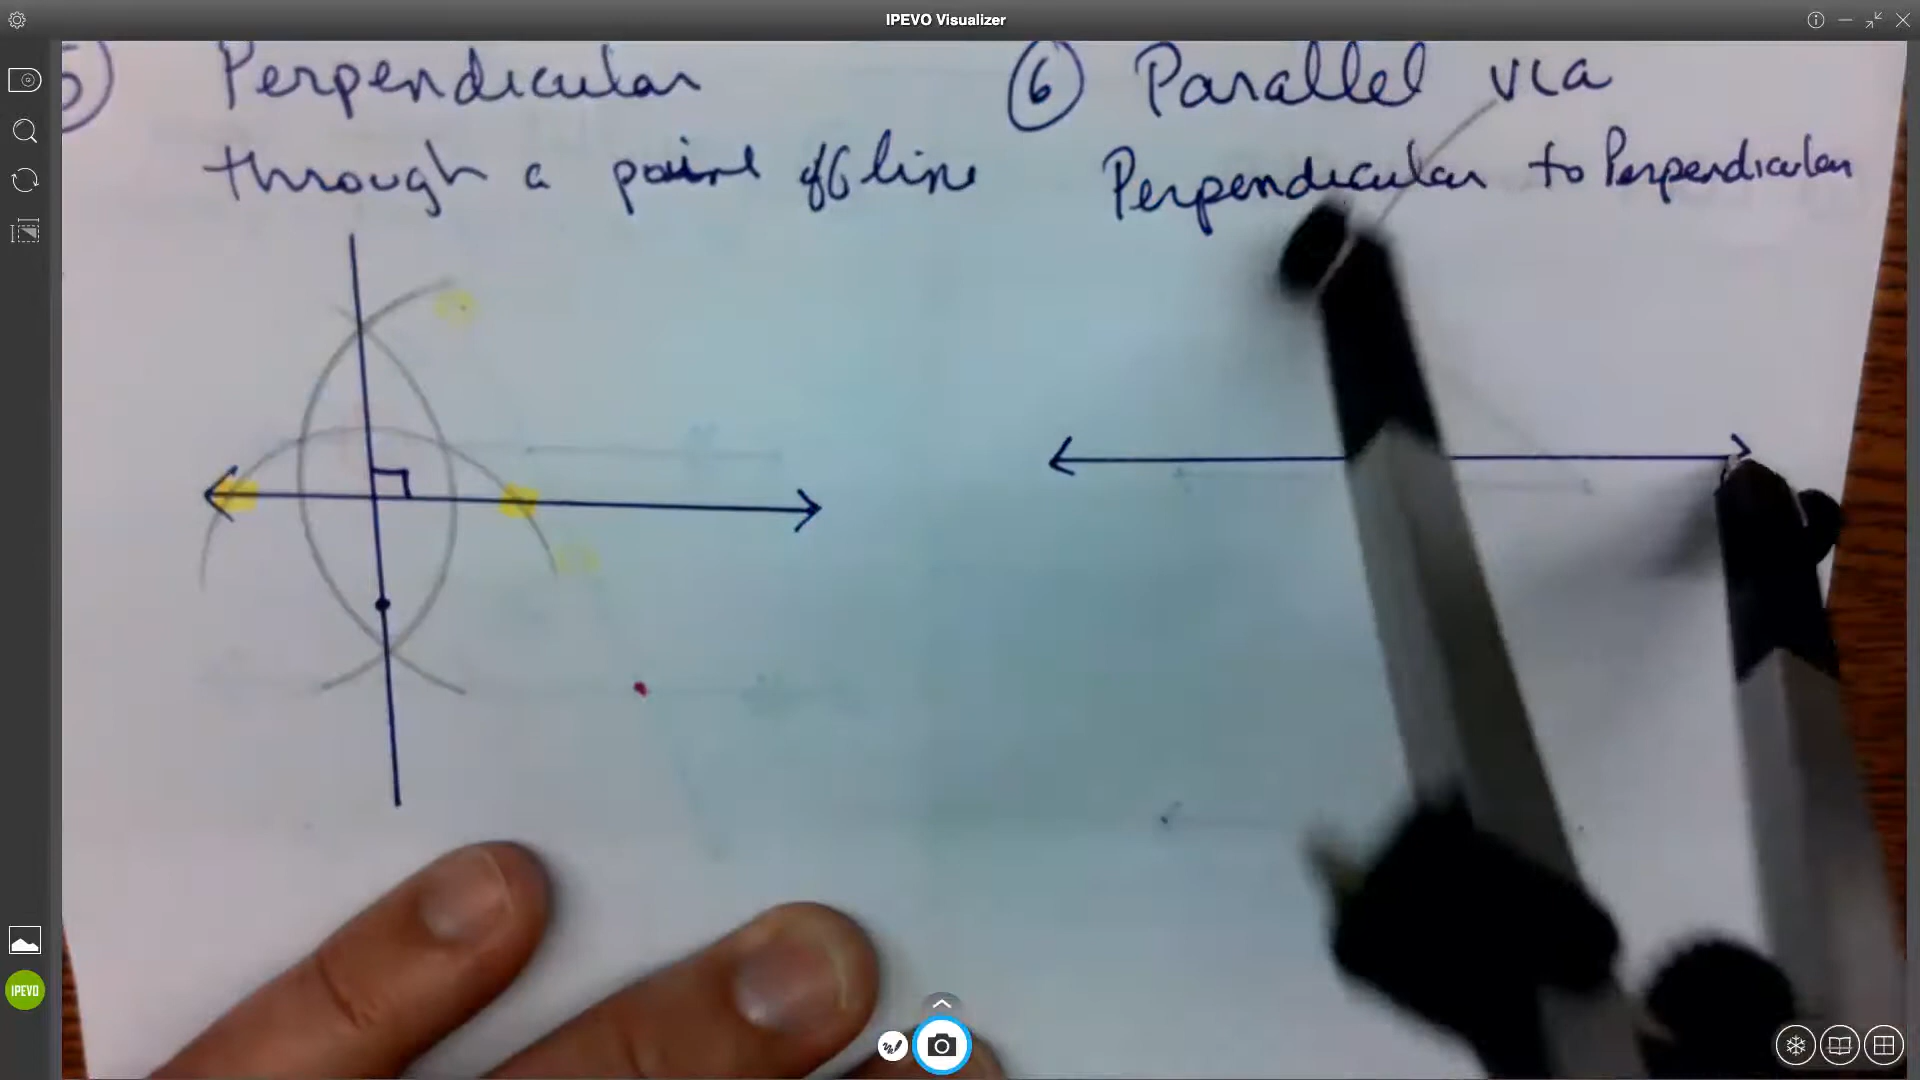 IPEVO Visualizer
5 Perpendicular
through a point off line
6 Parallel via
Perpendicular to Perpendicular
IPEVO